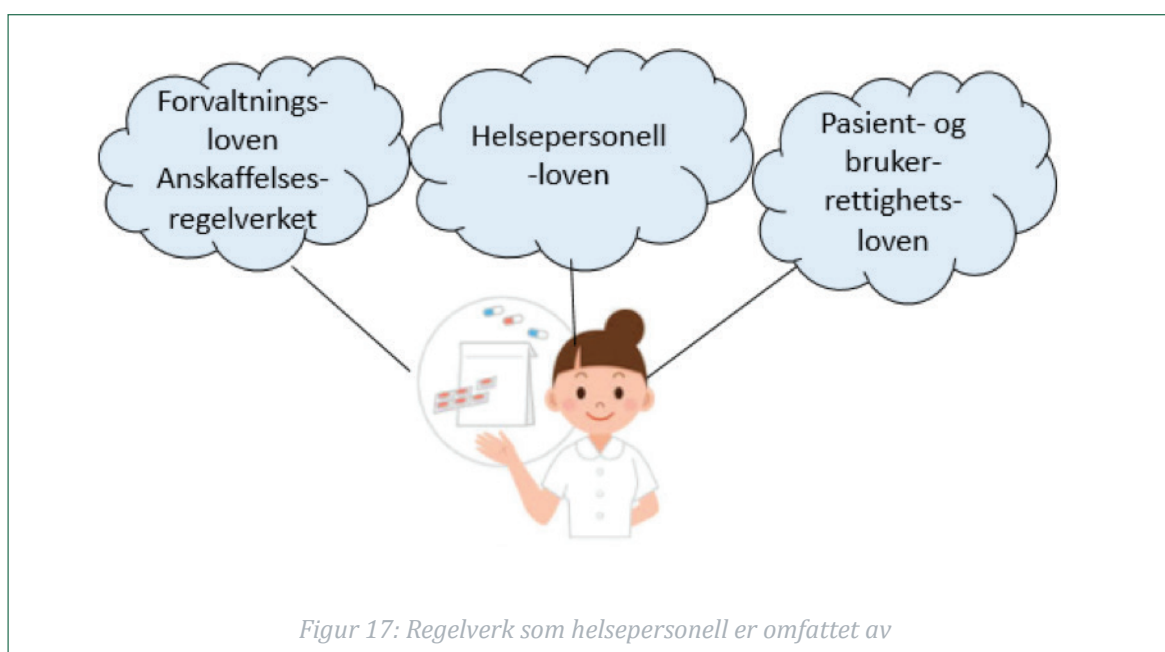 Forvaltnings-
loven
Anskaffelses-
regelverket
Helsepersonell
-loven
Pasient- og
bruker-
rettighets-
loven
Figur 17: Regelverk som helsepersonell er omfattet av